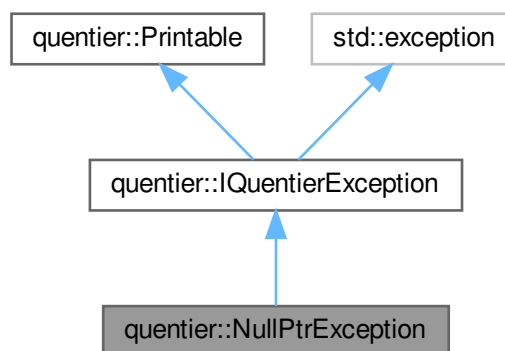 quentier::Printable
std::exception
quentier::IQuentierException
quentier::NullPtrException